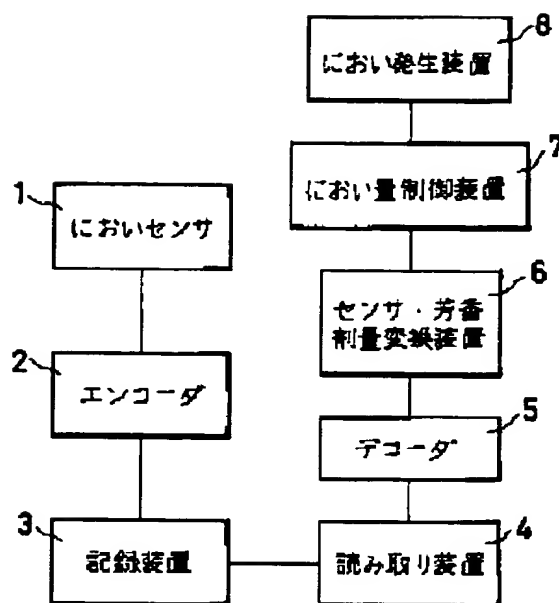 8
におい発生装置
7
におい量制御装置
1
においセンサ
6
センサ・芳香
剤量変換装置
2
エンコーダ
5
デコーダ
3
記録装置
4
読み取り装置